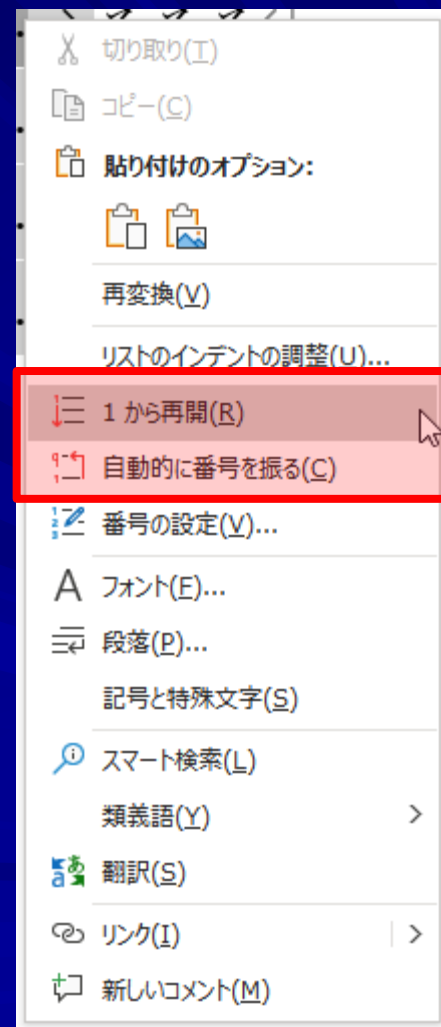 切り取り(T)
コピー(C)
貼り付けのオプション:
再変換(V)
リストのインデントの調整(U)...
1 から再開(R)
自動的に番号を振る(C)
番号の設定(V)...
フォント(F)...
段落(P)...
記号と特殊文字(S)
スマート検索(L)
類義語(Y)
翻訳(S)
リンク(I)
新しいコメント(M)